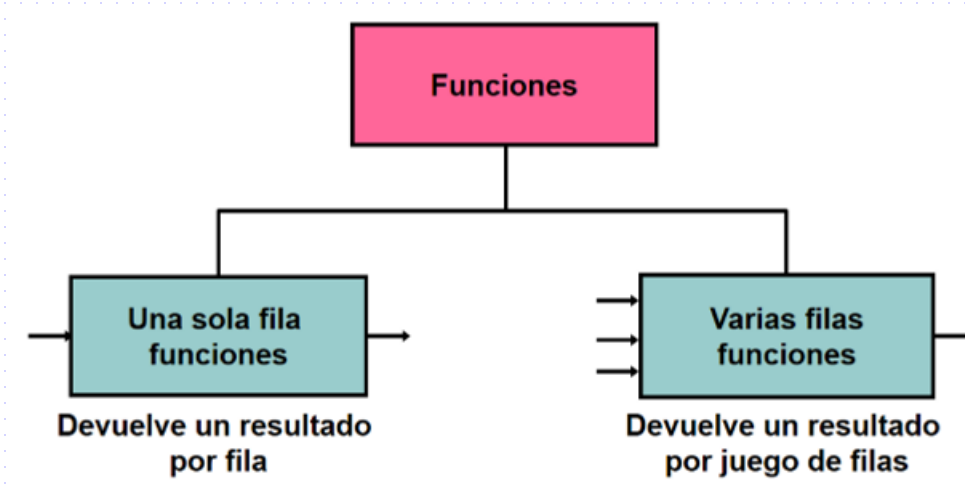 Funciones
Una sola fila
funciones
Varias filas
funciones
Devuelve un resultado
por fila
Devuelve un resultado
por juego de filas